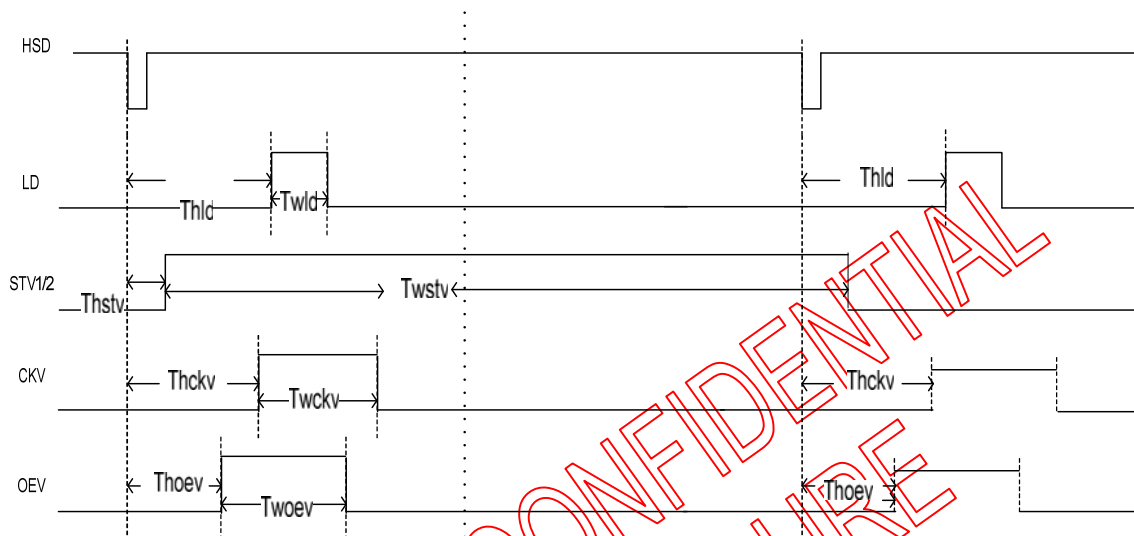 HSD
LD
Thld
Twld
Thld
STV1/2
Thstv
Twstv
CKV
Thckv
Twckv
Thckv
OEV
Thoev
Twoev
Thoev
CONFIDENTIAL